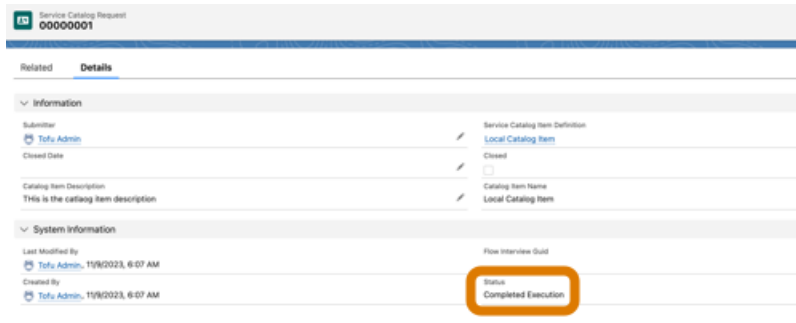 Service Catalog Request
00000001
Related Details
Information
Submitter
Tofu Admin
Service Catalog Item Definition
Local Catalog Item
Closed Date
Closed
Catalog Item Description
THis is the catlaog item description
Catalog Item Name
Local Catalog Item
System Information
Last Modified By
Tofu Admin, 11/9/2023, 6:07 AM
Flow Interview Guid
Created By
Tofu Admin, 11/9/2023, 6:07 AM
Status
Completed Execution